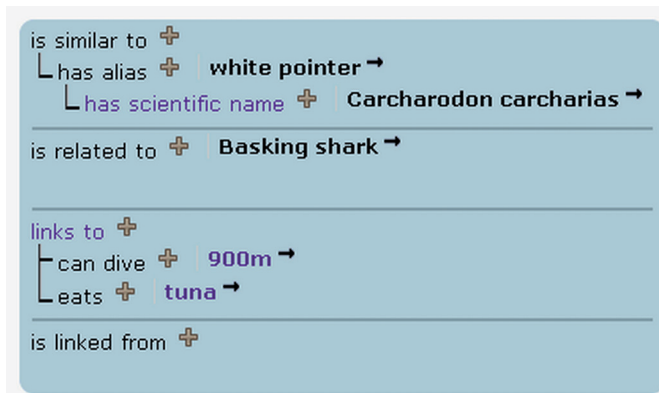 is similar to
has alias white pointer
has scientific name Carcharodon carcharias
is related to Basking shark
links to
can dive 900m
eats tuna
is linked from